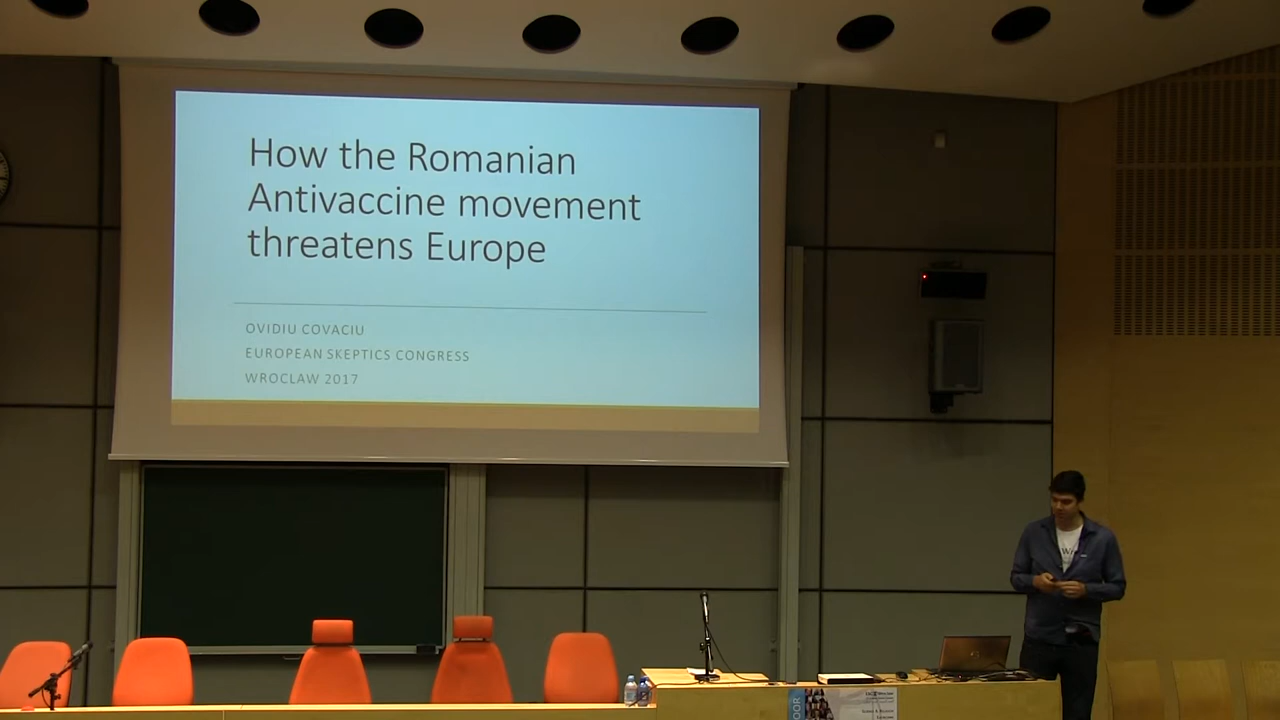 How the Romanian
Antivaccine movement
threatens Europe
OVIDIU COVACIU
EUROPEAN SKEPTICS CONGRESS
WROCLAW 2017